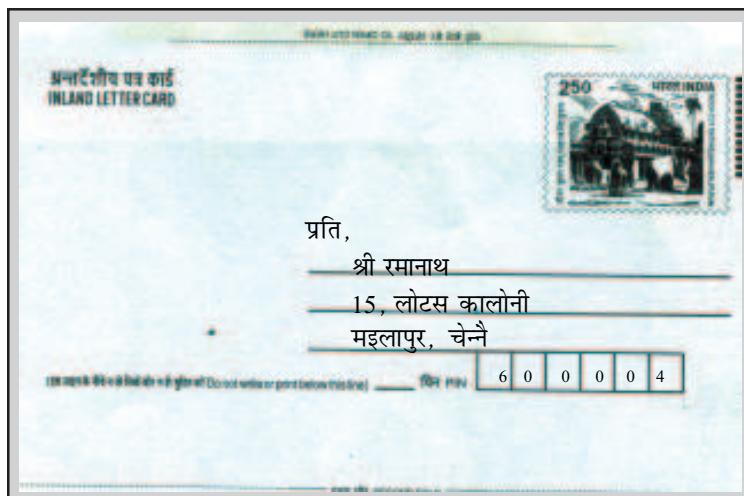 अन्तर्देशीय पत्र कार्ड
INLAND LETTER CARD
250 भारत INDIA
प्रति,
श्री रमानाथ
15, लोटस कालोनी
मइलापुर, चेन्नै
(Do not write or print below this line) पिन PIN 6 0 0 0 0 4